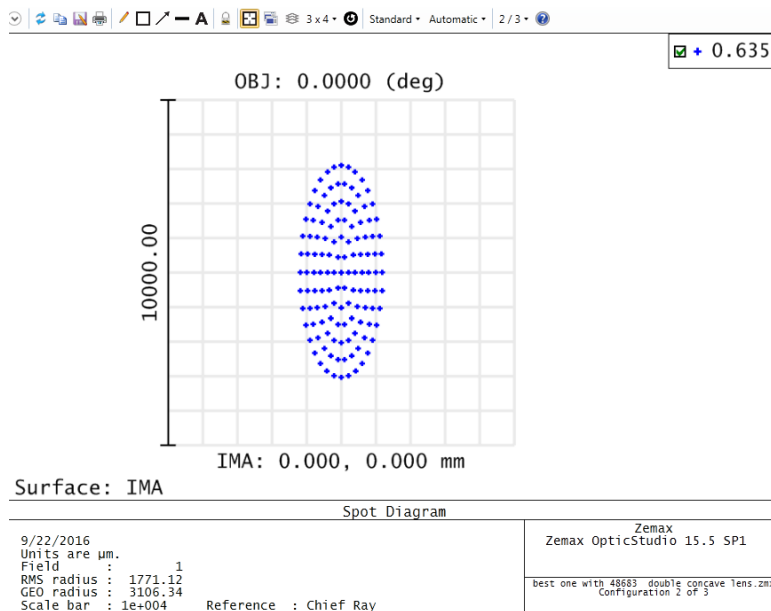 3 x 4 Standard Automatic 2 / 3
+ 0.635
OBJ: 0.0000 (deg)
10000.00
IMA: 0.000, 0.000 mm
Surface: IMA
Spot Diagram
9/22/2016
Units are µm.
Field : 1
RMS radius : 1771.12
GEO radius : 3106.34
Scale bar : 1e+004 Reference : Chief Ray
Zemax
Zemax OpticStudio 15.5 SP1
best one with 48683 double concave lens.zmx
Configuration 2 of 3